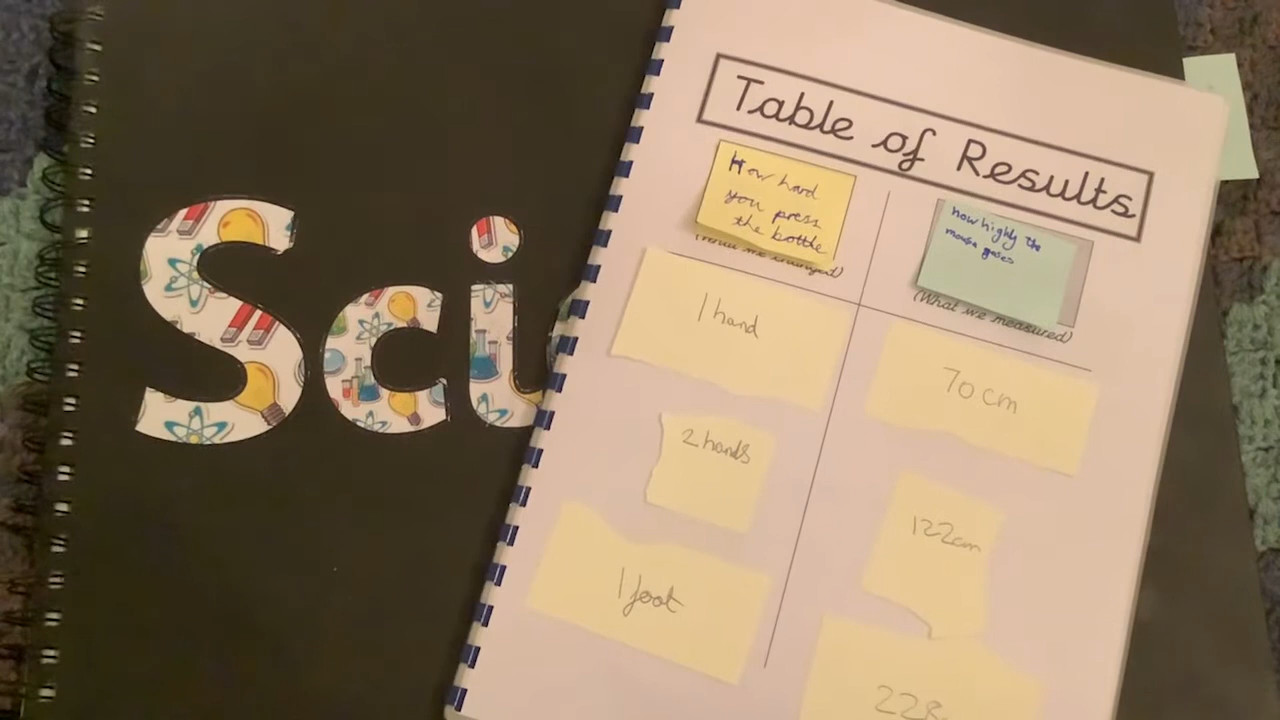 Sci
Table of Results
How hard
you press
the bottle
how highly the
mouse goes
(What we changed)
(What we measured)
1 hand
70 cm
2 hands
122cm
1 foot